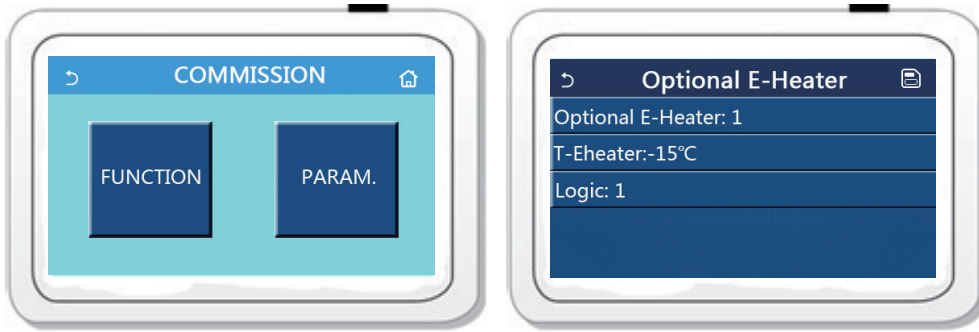 COMMISSION
FUNCTION
PARAM.
Optional E-Heater
Optional E-Heater: 1
T-Eheater:-15℃
Logic: 1